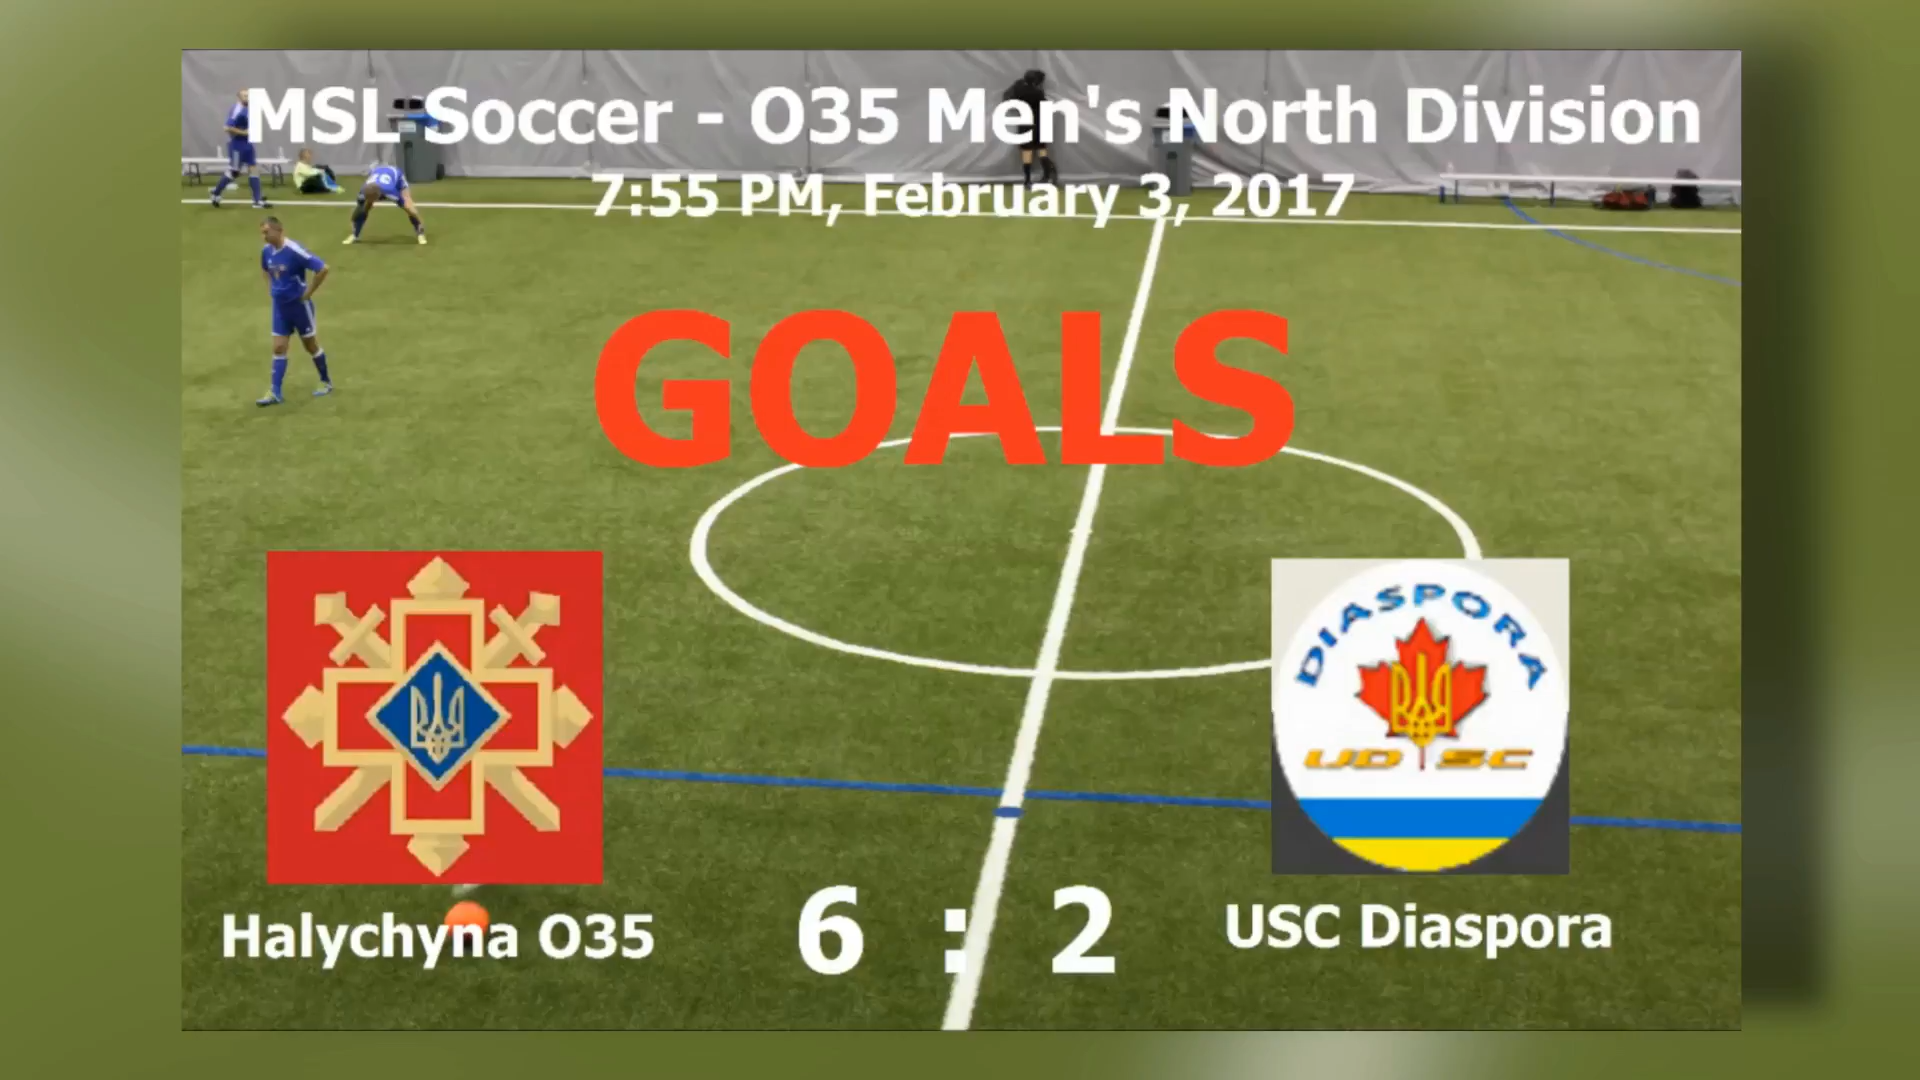 MSL Soccer - O35 Men's North Division
7:55 PM, February 3, 2017
GOALS
DIASPORA
UD SC
Halychyna O35
6 : 2
USC Diaspora